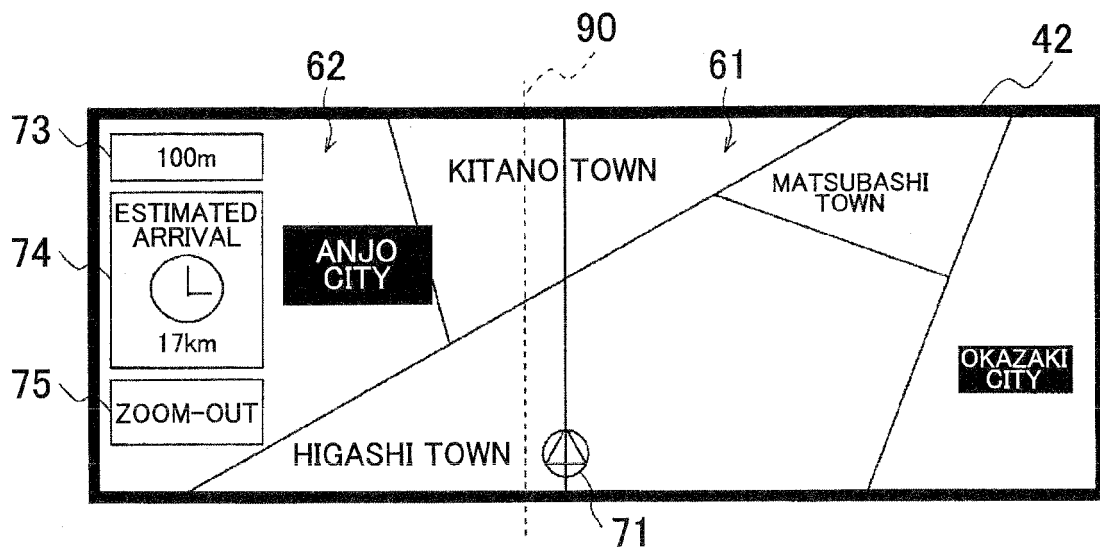 90
62
61
42
73
100m
KITANO TOWN
MATSUBASHI
TOWN
74
ESTIMATED
ARRIVAL
17km
ANJO
CITY
OKAZAKI
CITY
75
ZOOM-OUT
HIGASHI TOWN
71